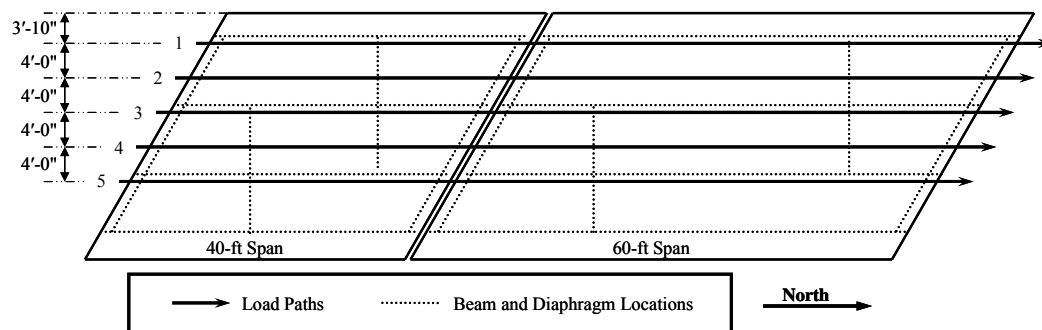 3′-10"
1
4′-0"
2
4′-0"
3
4′-0"
4
4′-0"
5
40-ft Span
60-ft Span
Load Paths
Beam and Diaphragm Locations
North